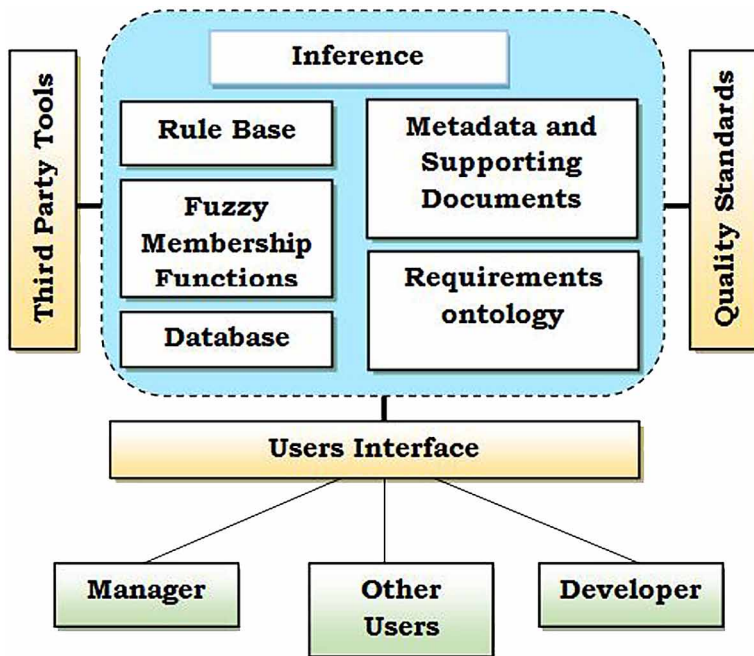 Third Party Tools
Inference
Rule Base
Fuzzy
Membership
Functions
Database
Metadata and
Supporting
Documents
Requirements
ontology
Quality Standards
Users Interface
Manager
Other
Users
Developer